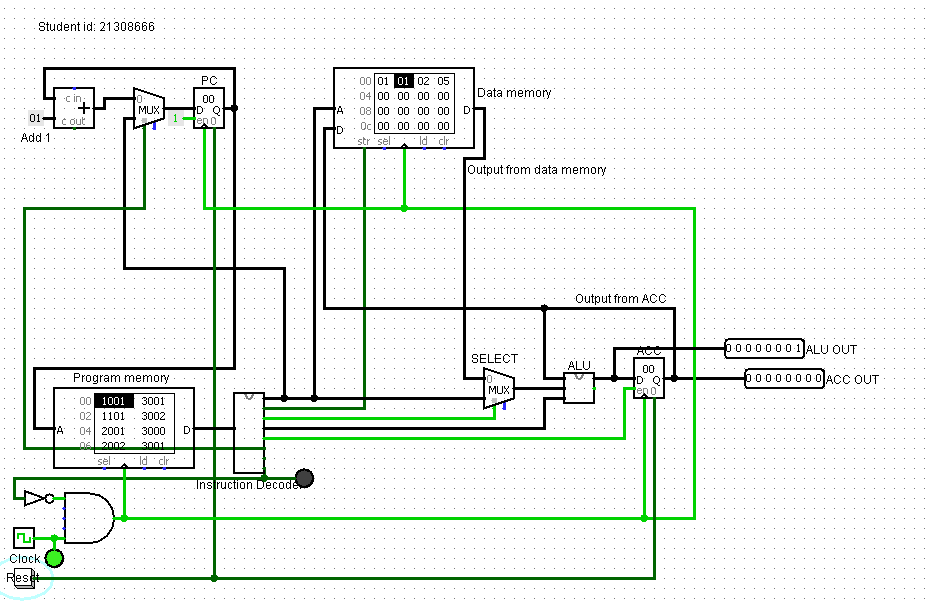 Student id: 21308666
PC
c in
+
c out
01
Add 1
0
MUX
1
00
D Q
en 0
00 01 01 02 05
04 00 00 00 00
08 00 00 00 00
0c 00 00 00 00
A
D
D
str sel ld clr
Data memory
Output from data memory
Output from ACC
SELECT
0
MUX
ALU
ACC
00
D Q
en 0
0 0 0 0 0 0 0 1
ALU OUT
0 0 0 0 0 0 0 0
ACC OUT
Program memory
00 1001 3001
02 1101 3002
04 2001 3000
06 2002 3001
A
D
sel ld clr
Instruction Decoder
Clock
Reset